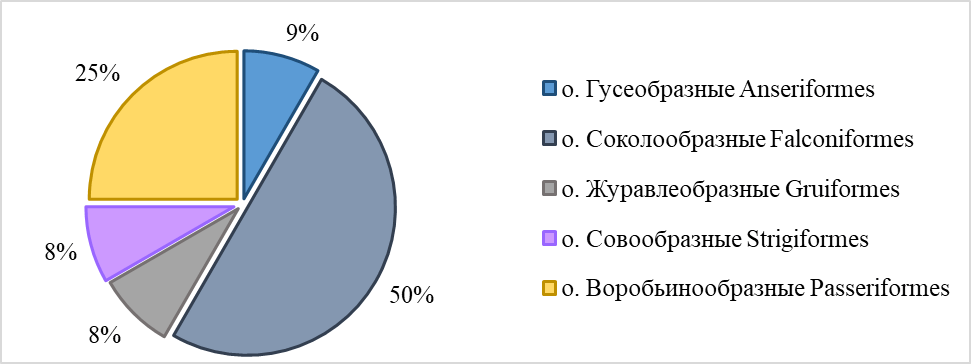 9%
25%
8%
8%
50%
о. Гусеобразные Anseriformes
о. Соколообразные Falconiformes
о. Журавлеобразные Gruiformes
о. Совообразные Strigiformes
о. Воробьинообразные Passeriformes